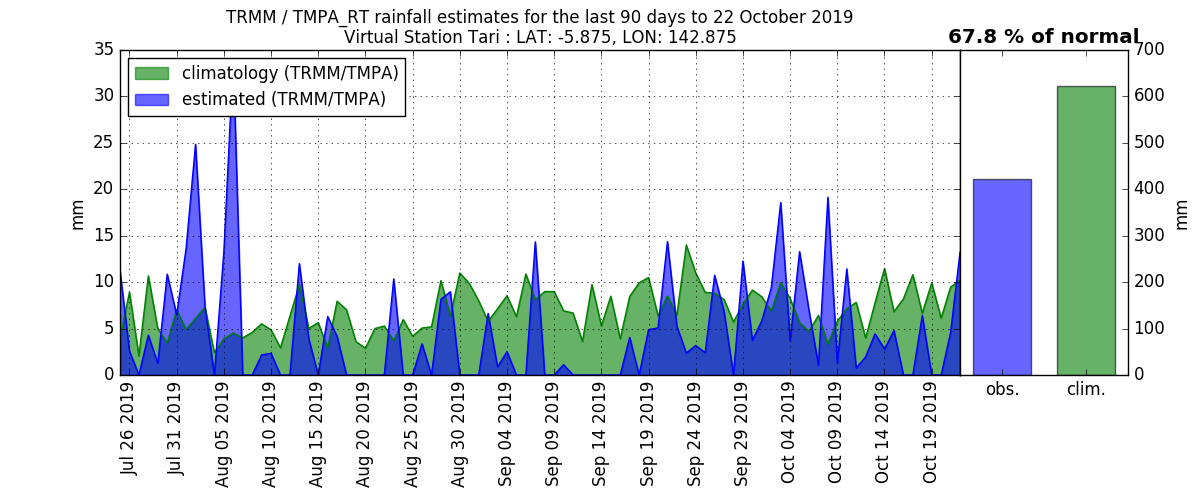 TRMM / TMPA_RT rainfall estimates for the last 90 days to 22 October 2019
Virtual Station Tari : LAT: -5.875, LON: 142.875
67.8 % of normal
climatology (TRMM/TMPA)
estimated (TRMM/TMPA)
35
30
25
20
15
10
5
0
mm
Jul 26 2019
Jul 31 2019
Aug 05 2019
Aug 10 2019
Aug 15 2019
Aug 20 2019
Aug 25 2019
Aug 30 2019
Sep 04 2019
Sep 09 2019
Sep 14 2019
Sep 19 2019
Sep 24 2019
Sep 29 2019
Oct 04 2019
Oct 09 2019
Oct 14 2019
Oct 19 2019
obs.
clim.
700
600
500
400
300
200
100
0
mm